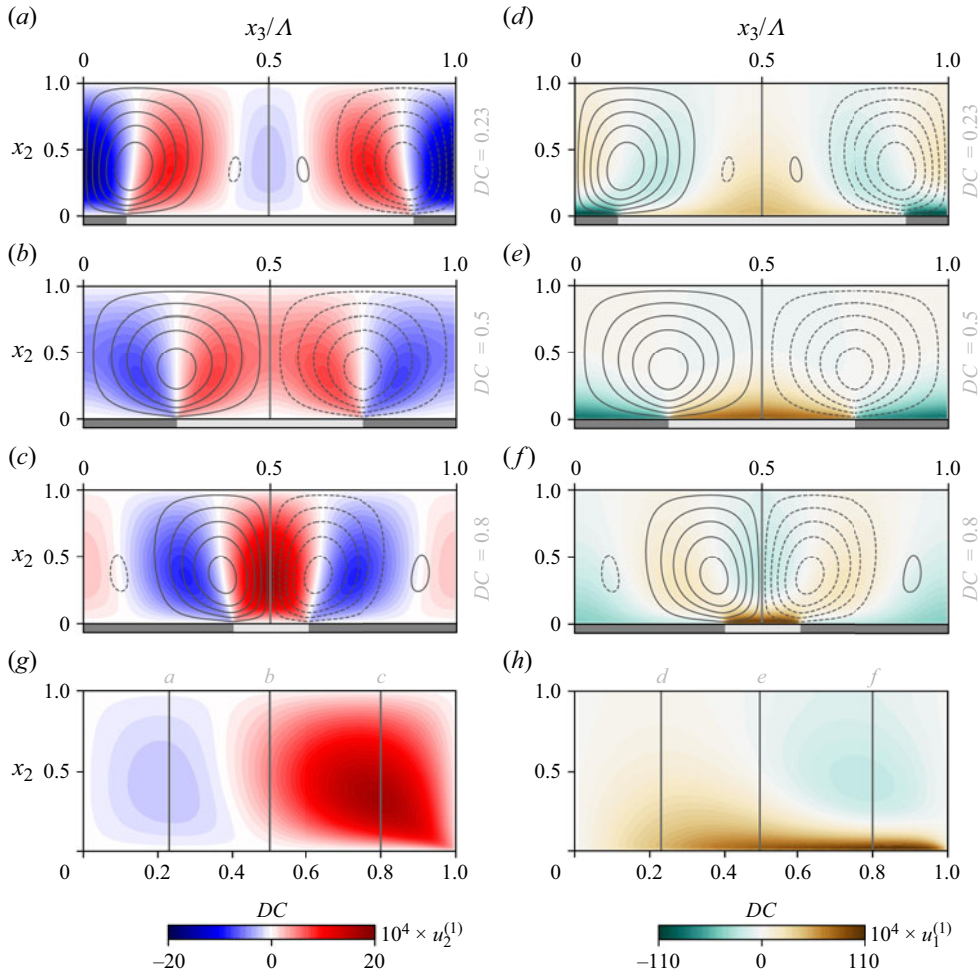 (a) (d)
x₃/Λ x₃/Λ
0 0.5 1.0 0 0.5 1.0
1.0 1.0
x₂ 0.5 0.5
0 0
DC = 0.23 DC = 0.23
(b) (e)
0 0.5 1.0 0 0.5 1.0
1.0 1.0
x₂ 0.5 0.5
0 0
DC = 0.5 DC = 0.5
(c) (f)
0 0.5 1.0 0 0.5 1.0
1.0 1.0
x₂ 0.5 0.5
0 0
DC = 0.8 DC = 0.8
(g) (h)
a b c d e f
1.0 1.0
x₂ 0.5 0.5
0 0.2 0.4 0.6 0.8 1.0 0 0.2 0.4 0.6 0.8 1.0
DC DC
10⁴ × u₂⁽¹⁾ 10⁴ × u₁⁽¹⁾
–20 0 20 –110 0 110